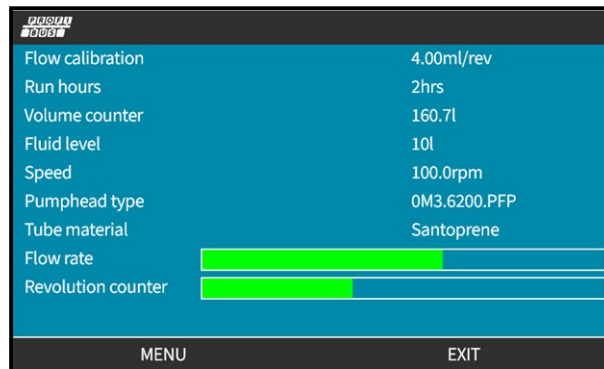 PROFI
BUS
Flow calibration 4.00ml/rev
Run hours 2hrs
Volume counter 160.7l
Fluid level 10l
Speed 100.0rpm
Pumphead type 0M3.6200.PFP
Tube material Santoprene
Flow rate
Revolution counter
MENU EXIT